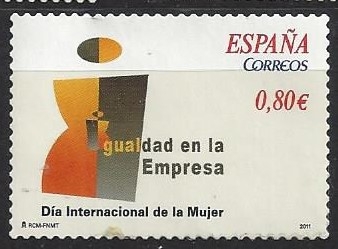 ESPAÑA
CORREOS
0,80€
Igualdad en la
Empresa
Día Internacional de la Mujer
RCM-FNMT
2011